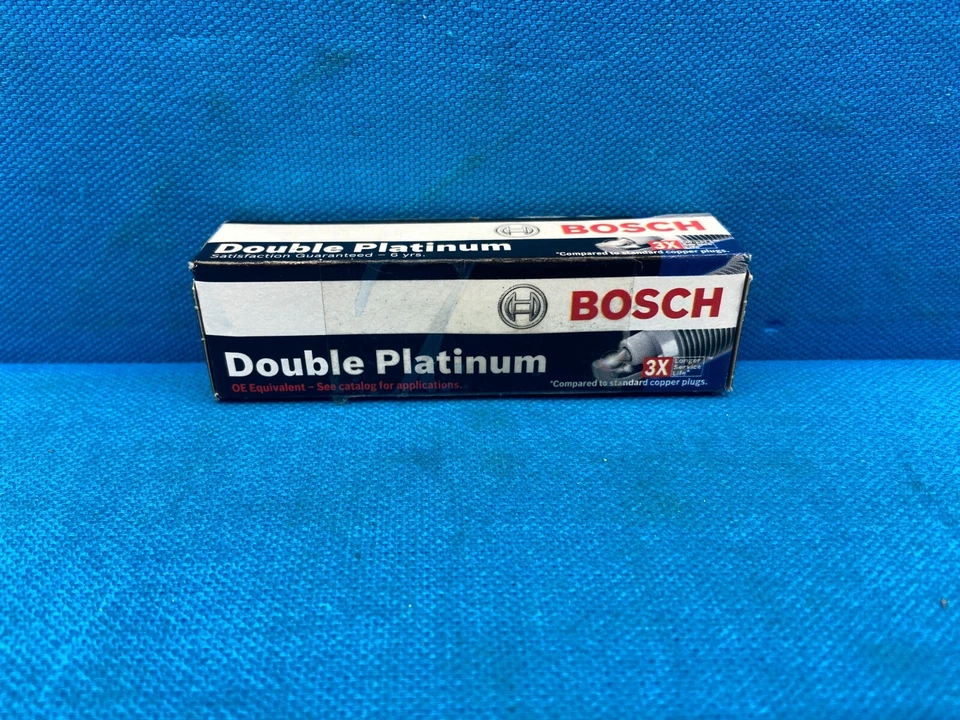 BOSCH
Double Platinum
3X
Satisfaction Guaranteed – 6 yrs.
*Compared to standard copper plugs.
BOSCH
Double Platinum
3X Longer
Service
Life*
OE Equivalent – See catalog for applications.
*Compared to standard copper plugs.